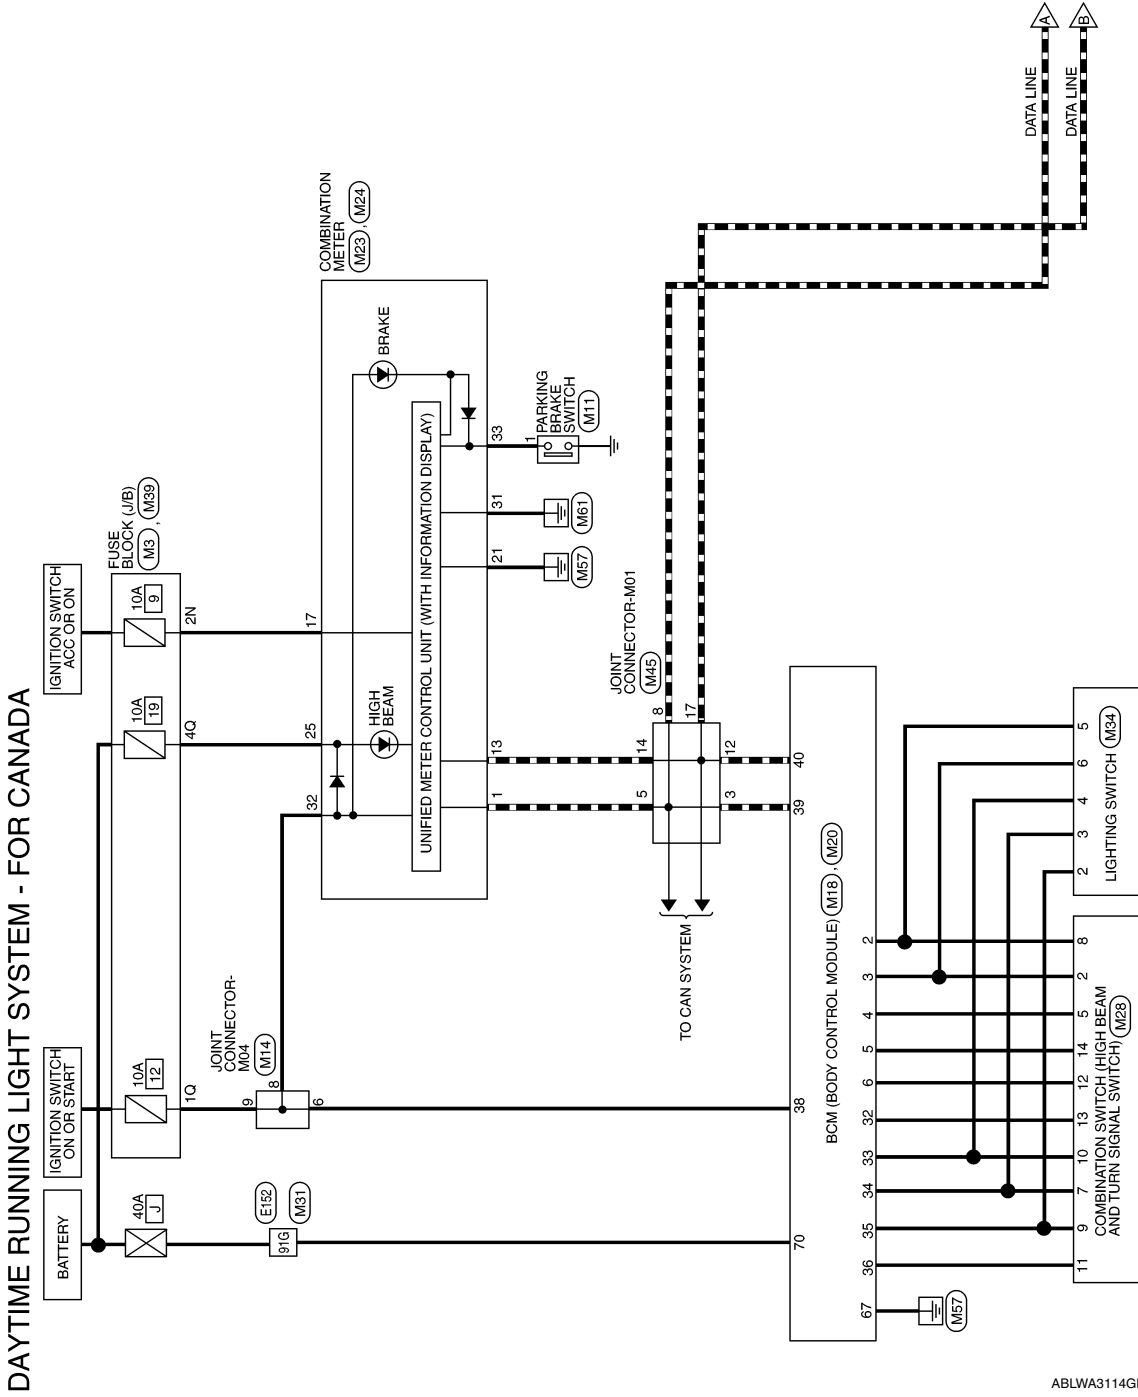 DAYTIME RUNNING LIGHT SYSTEM - FOR CANADA
BATTERY
IGNITION SWITCH
ON OR START
IGNITION SWITCH
ACC OR ON
40A
J
10A
12
10A
19
10A
9
FUSE
BLOCK (J/B)
M3 , M39
1Q
4Q
2N
E152
91G
M31
JOINT
CONNECTOR-
M04
M14
9
8
6
32
25
17
COMBINATION
METER
M23 , M24
HIGH
BEAM
BRAKE
UNIFIED METER CONTROL UNIT (WITH INFORMATION DISPLAY)
1
13
21
31
33
M57
M61
1
PARKING
BRAKE
SWITCH
M11
JOINT
CONNECTOR-M01
M45
5
14
8
17
3
12
TO CAN SYSTEM
DATA LINE
A
DATA LINE
B
70
38
39
40
BCM (BODY CONTROL MODULE) M18 , M20
67
36
35
34
33
32
6
5
4
3
2
M57
11
9
7
10
13
12
14
5
2
8
COMBINATION SWITCH (HIGH BEAM
AND TURN SIGNAL SWITCH) M28
2
3
4
6
5
LIGHTING SWITCH M34